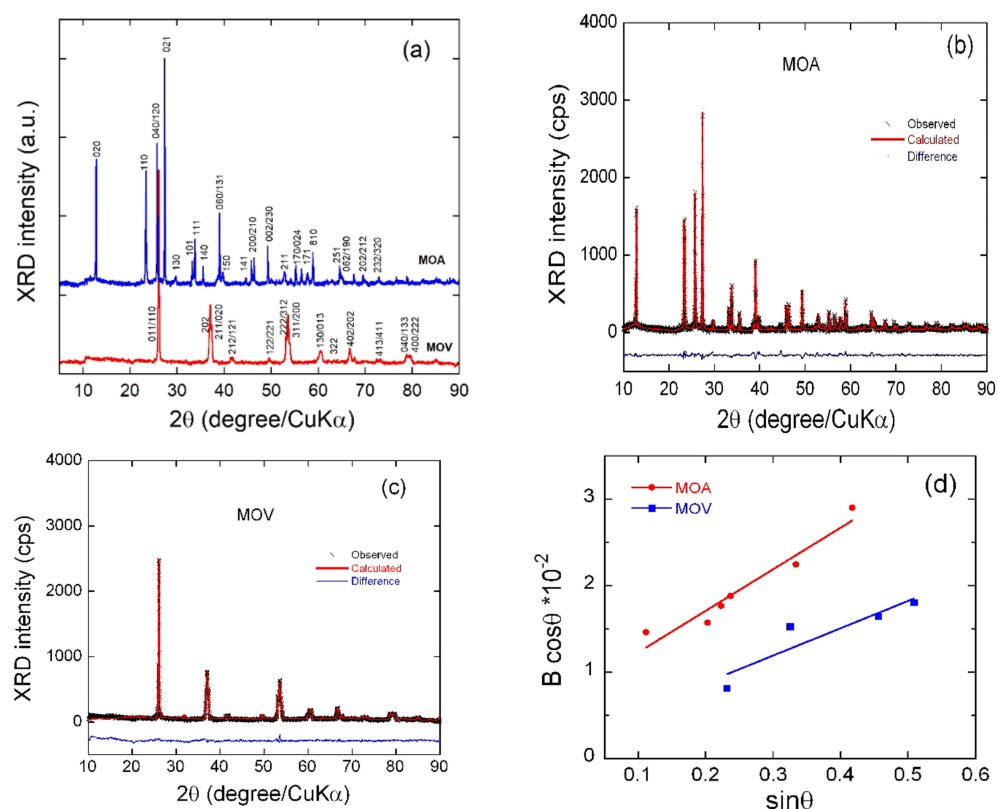 (a)
XRD intensity (a.u.)
020
110
040/120
021
130
101
111
140
060/131
150
141
200/210
002/230
211
170/024
171
810
251
062/190
202/212
232/320
MOA
011/110
202
211/020
212/121
122/221
222/312
311/200
130/013
322
402/202
413/411
040/133
400/222
MOV
10 20 30 40 50 60 70 80 90
2θ (degree/CuKα)
(b)
MOA
XRD intensity (cps)
4000
3000
2000
1000
0
Observed
Calculated
Difference
10 20 30 40 50 60 70 80 90
2θ (degree/CuKα)
(c)
MOV
XRD intensity (cps)
4000
3000
2000
1000
0
Observed
Calculated
Difference
10 20 30 40 50 60 70 80 90
2θ (degree/CuKα)
(d)
MOA
MOV
B cosθ *10-2
3
2
1
0
0.1 0.2 0.3 0.4 0.5 0.6
sinθ